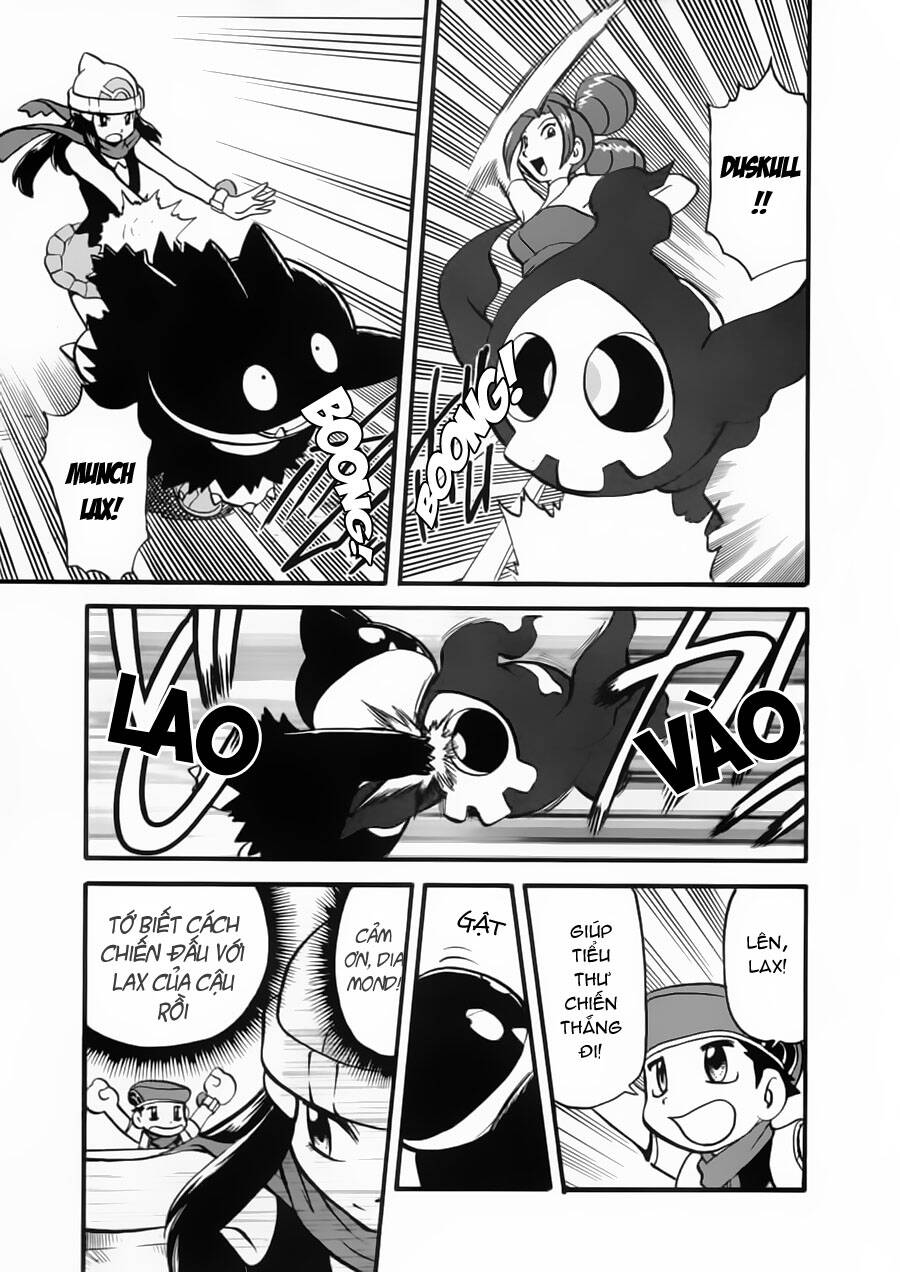 DUSKULL
!!
BOONG!
BOONG!
MUNCH
LAX!
VÀO
LAO
LÊN,
LAX!
GIÚP
TIỂU
THƯ
CHIẾN
THẮNG
ĐI!
GẬT
CẢM
ƠN, DIA
MOND!
TỚ BIẾT CÁCH
CHIẾN ĐẤU VỚI
LAX CỦA CẬU
RỒI